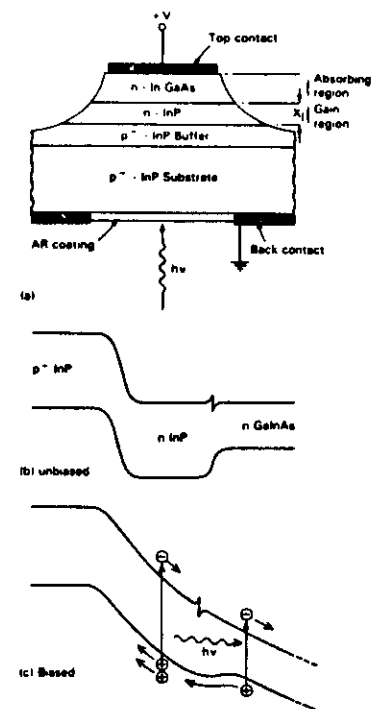 +V
Top contact
n - In GaAs
Absorbing
region
n - InP
X₁
Gain
region
p⁻ - InP Buffer
p⁻ - InP Substrate
AR coating
hν
Back contact
(a)
p⁻ InP
n InP
n GaInAs
(b) unbiased
hν
(c) Biased